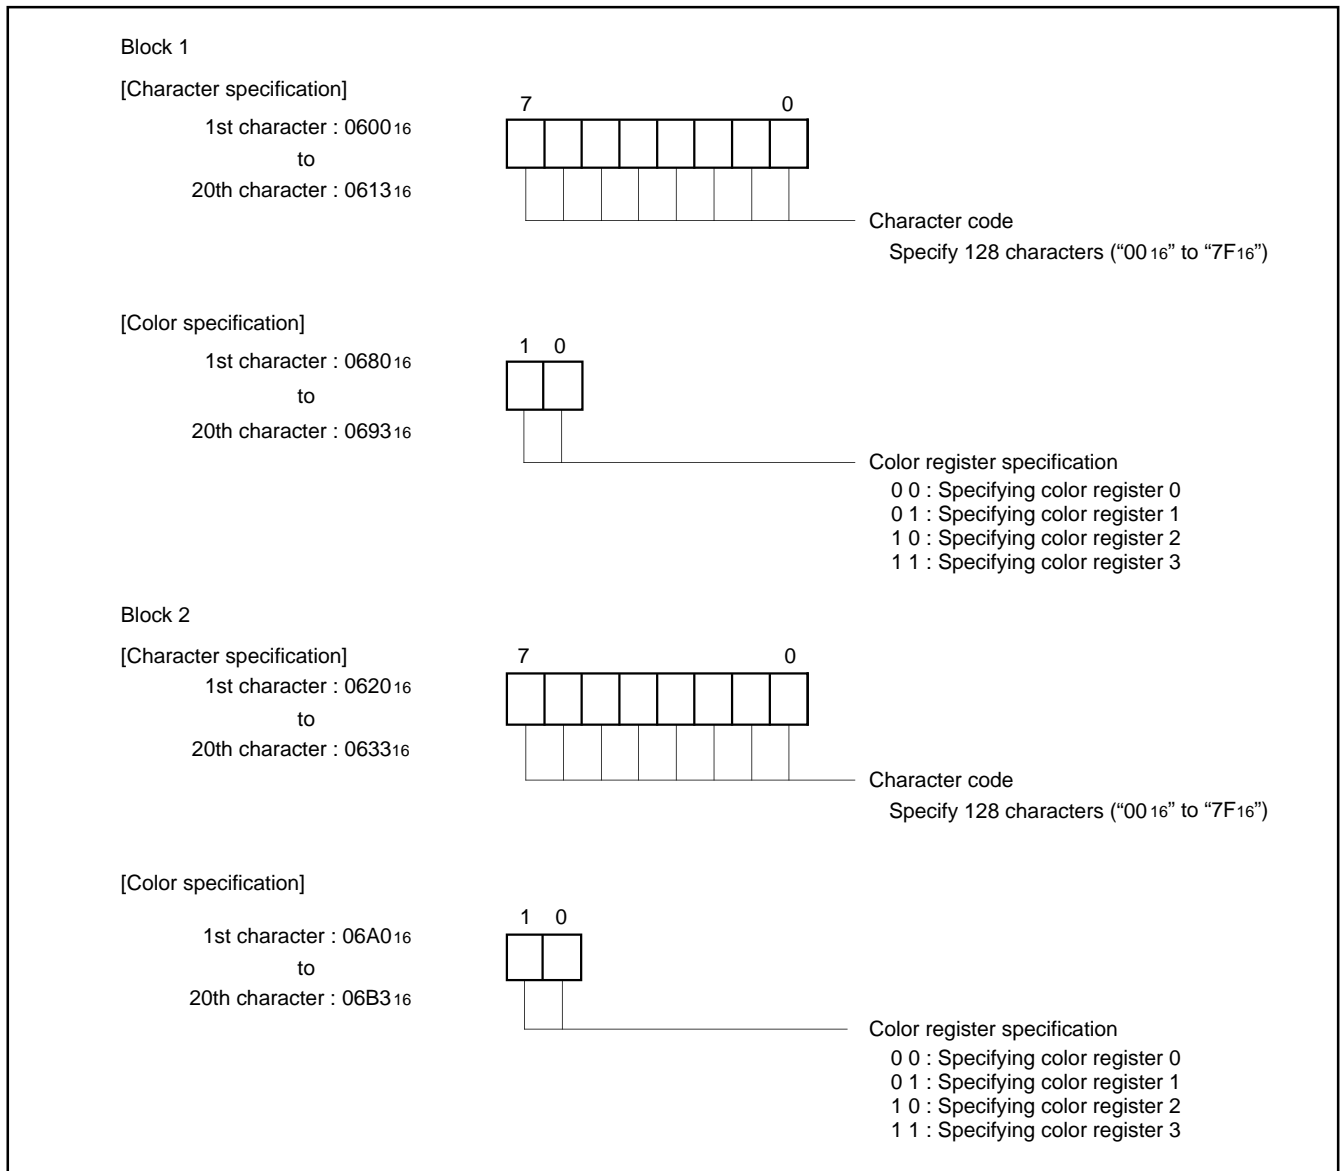 Block 1
[Character specification]
7 0
1st character : 0600₁₆
to
20th character : 0613₁₆
Character code
Specify 128 characters (“00₁₆” to “7F₁₆”)
[Color specification]
1 0
1st character : 0680₁₆
to
20th character : 0693₁₆
Color register specification
0 0 : Specifying color register 0
0 1 : Specifying color register 1
1 0 : Specifying color register 2
1 1 : Specifying color register 3
Block 2
[Character specification]
7 0
1st character : 0620₁₆
to
20th character : 0633₁₆
Character code
Specify 128 characters (“00₁₆” to “7F₁₆”)
[Color specification]
1 0
1st character : 06A0₁₆
to
20th character : 06B3₁₆
Color register specification
0 0 : Specifying color register 0
0 1 : Specifying color register 1
1 0 : Specifying color register 2
1 1 : Specifying color register 3